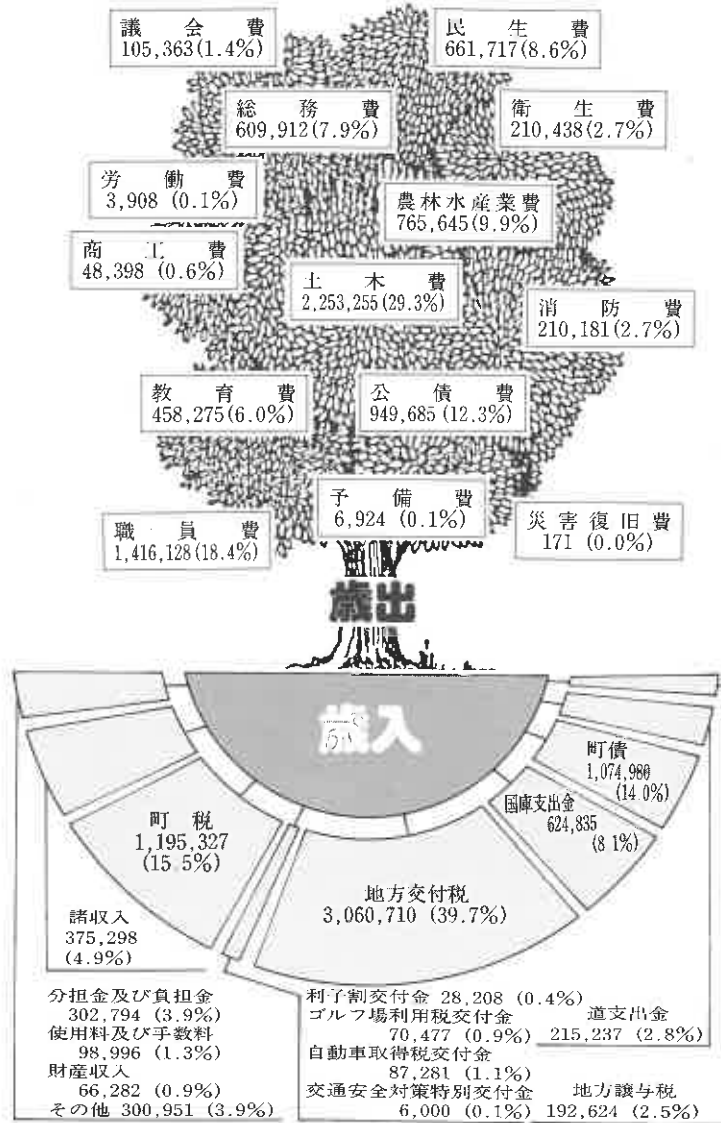 議会費
105,363(1.4%)
民生費
661,717(8.6%)
総務費
609,912(7.9%)
衛生費
210,438(2.7%)
労働費
3,908 (0.1%)
農林水産業費
765,645(9.9%)
商工費
48,398 (0.6%)
土木費
2,253,255(29.3%)
消防費
210,181(2.7%)
教育費
458,275(6.0%)
公債費
949,685 (12.3%)
予備費
6,924 (0.1%)
職員費
1,416,128(18.4%)
災害復旧費
171 (0.0%)
歳出
歳入
町債
1,074,980
(14.0%)
国庫支出金
624,835
(8.1%)
町税
1,195,327
(15.5%)
地方交付税
3,060,710 (39.7%)
諸収入
375,298
(4.9%)
分担金及び負担金
302,794 (3.9%)
使用料及び手数料
98,996 (1.3%)
財産収入
66,282 (0.9%)
その他 300,951 (3.9%)
利子割交付金 28,208 (0.4%)
ゴルフ場利用税交付金
70,477 (0.9%)
自動車取得税交付金
87,281 (1.1%)
交通安全対策特別交付金
6,000 (0.1%)
道支出金
215,237 (2.8%)
地方譲与税
192,624 (2.5%)